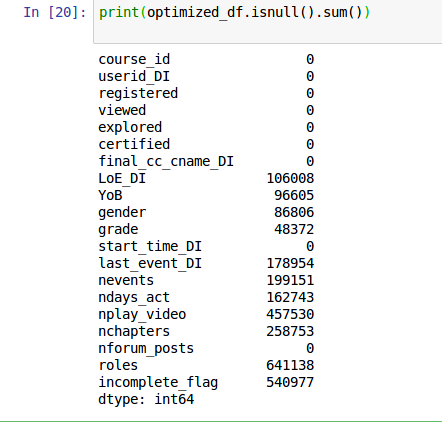 In [20]: print(optimized_df.isnull().sum())
course_id 0
userid_DI 0
registered 0
viewed 0
explored 0
certified 0
final_cc_cname_DI 0
LoE_DI 106008
YoB 96605
gender 86806
grade 48372
start_time_DI 0
last_event_DI 178954
nevents 199151
ndays_act 162743
nplay_video 457530
nchapters 258753
nforum_posts 0
roles 641138
incomplete_flag 540977
dtype: int64